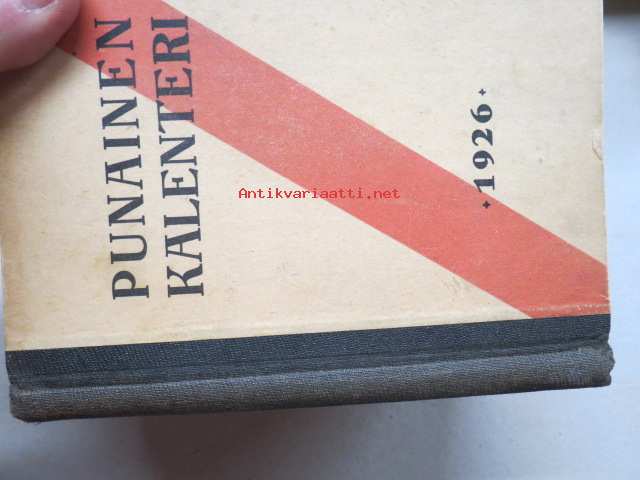 PUNAINEN
KALENTERI
1926
Antikvariaatti.net